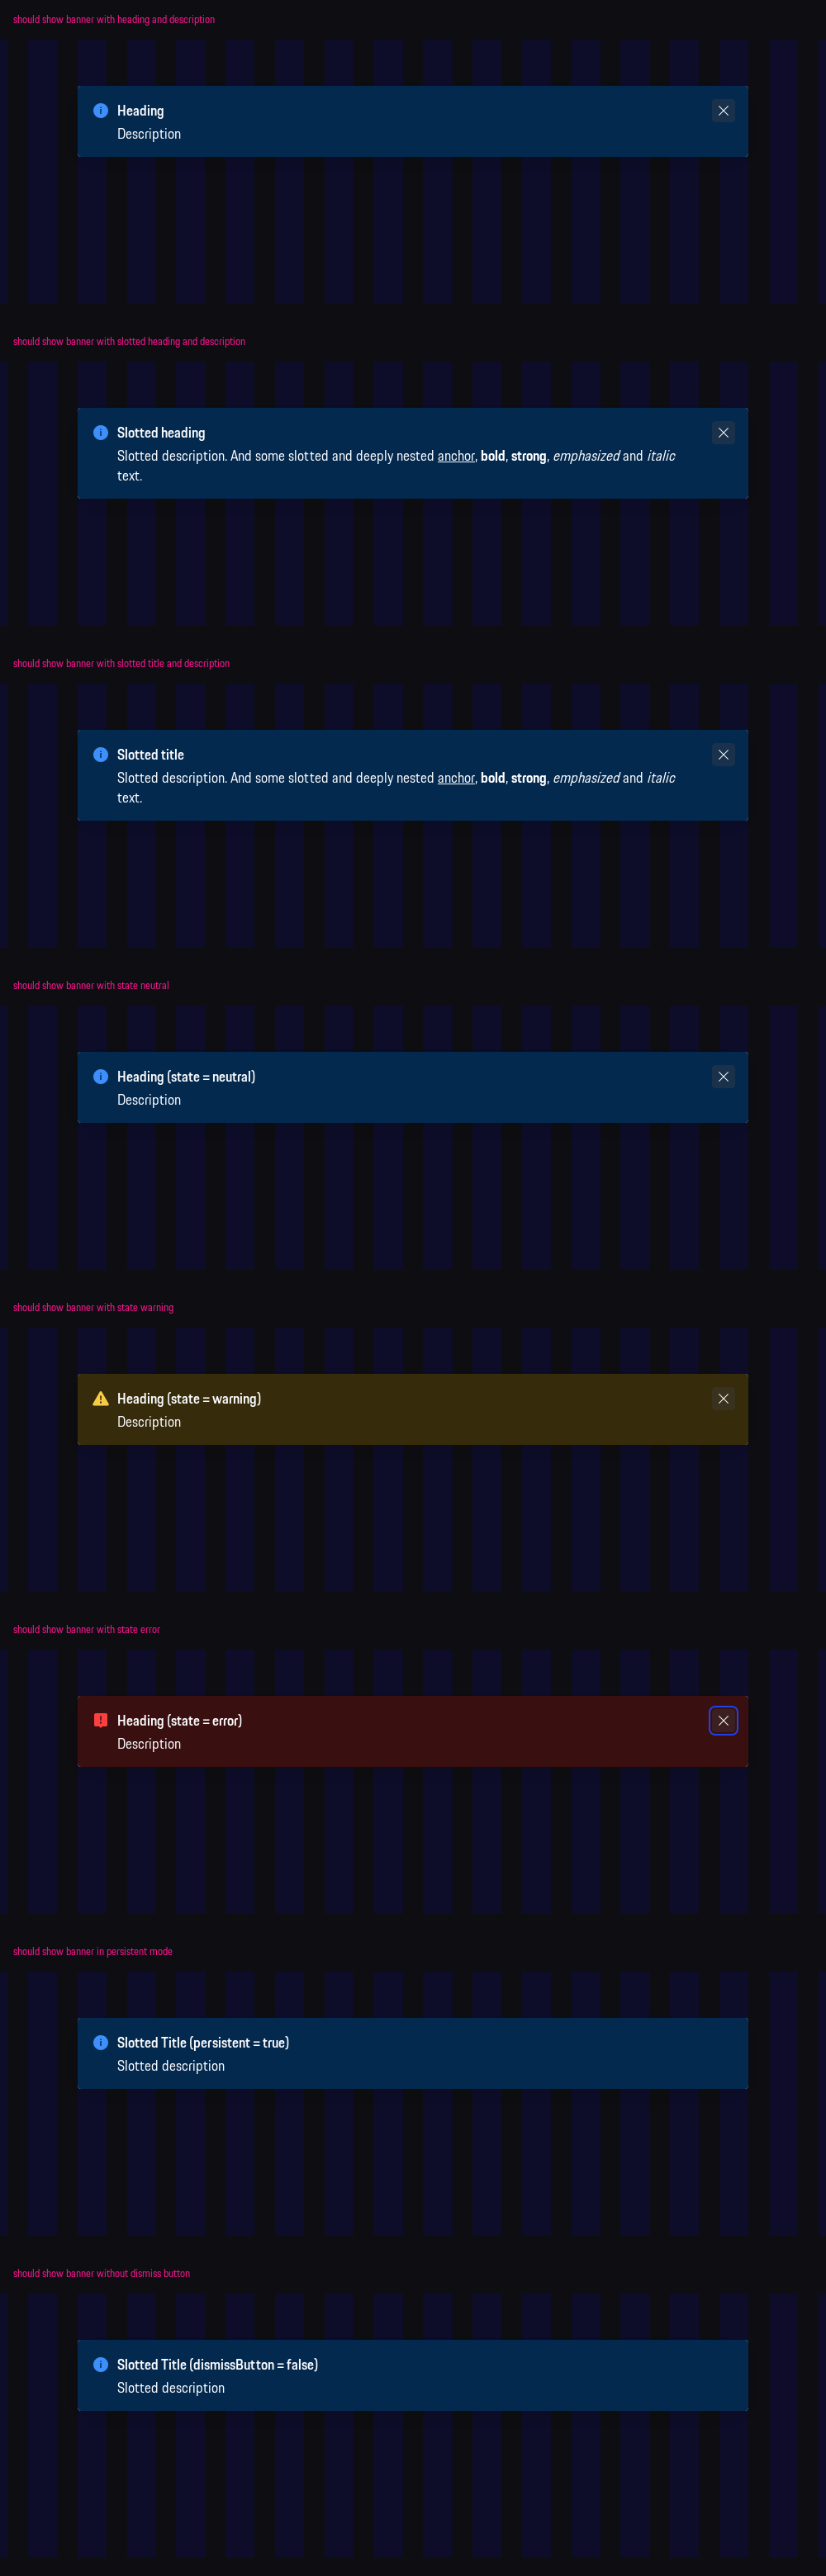 should show banner with heading and description
Heading
Description
should show banner with slotted heading and description
Slotted heading
Slotted description. And some slotted and deeply nested anchor, bold, strong, emphasized and italic
text.
should show banner with slotted title and description
Slotted title
Slotted description. And some slotted and deeply nested anchor, bold, strong, emphasized and italic
text.
should show banner with state neutral
Heading (state = neutral)
Description
should show banner with state warning
Heading (state = warning)
Description
should show banner with state error
Heading (state = error)
Description
should show banner in persistent mode
Slotted Title (persistent = true)
Slotted description
should show banner without dismiss button
Slotted Title (dismissButton = false)
Slotted description